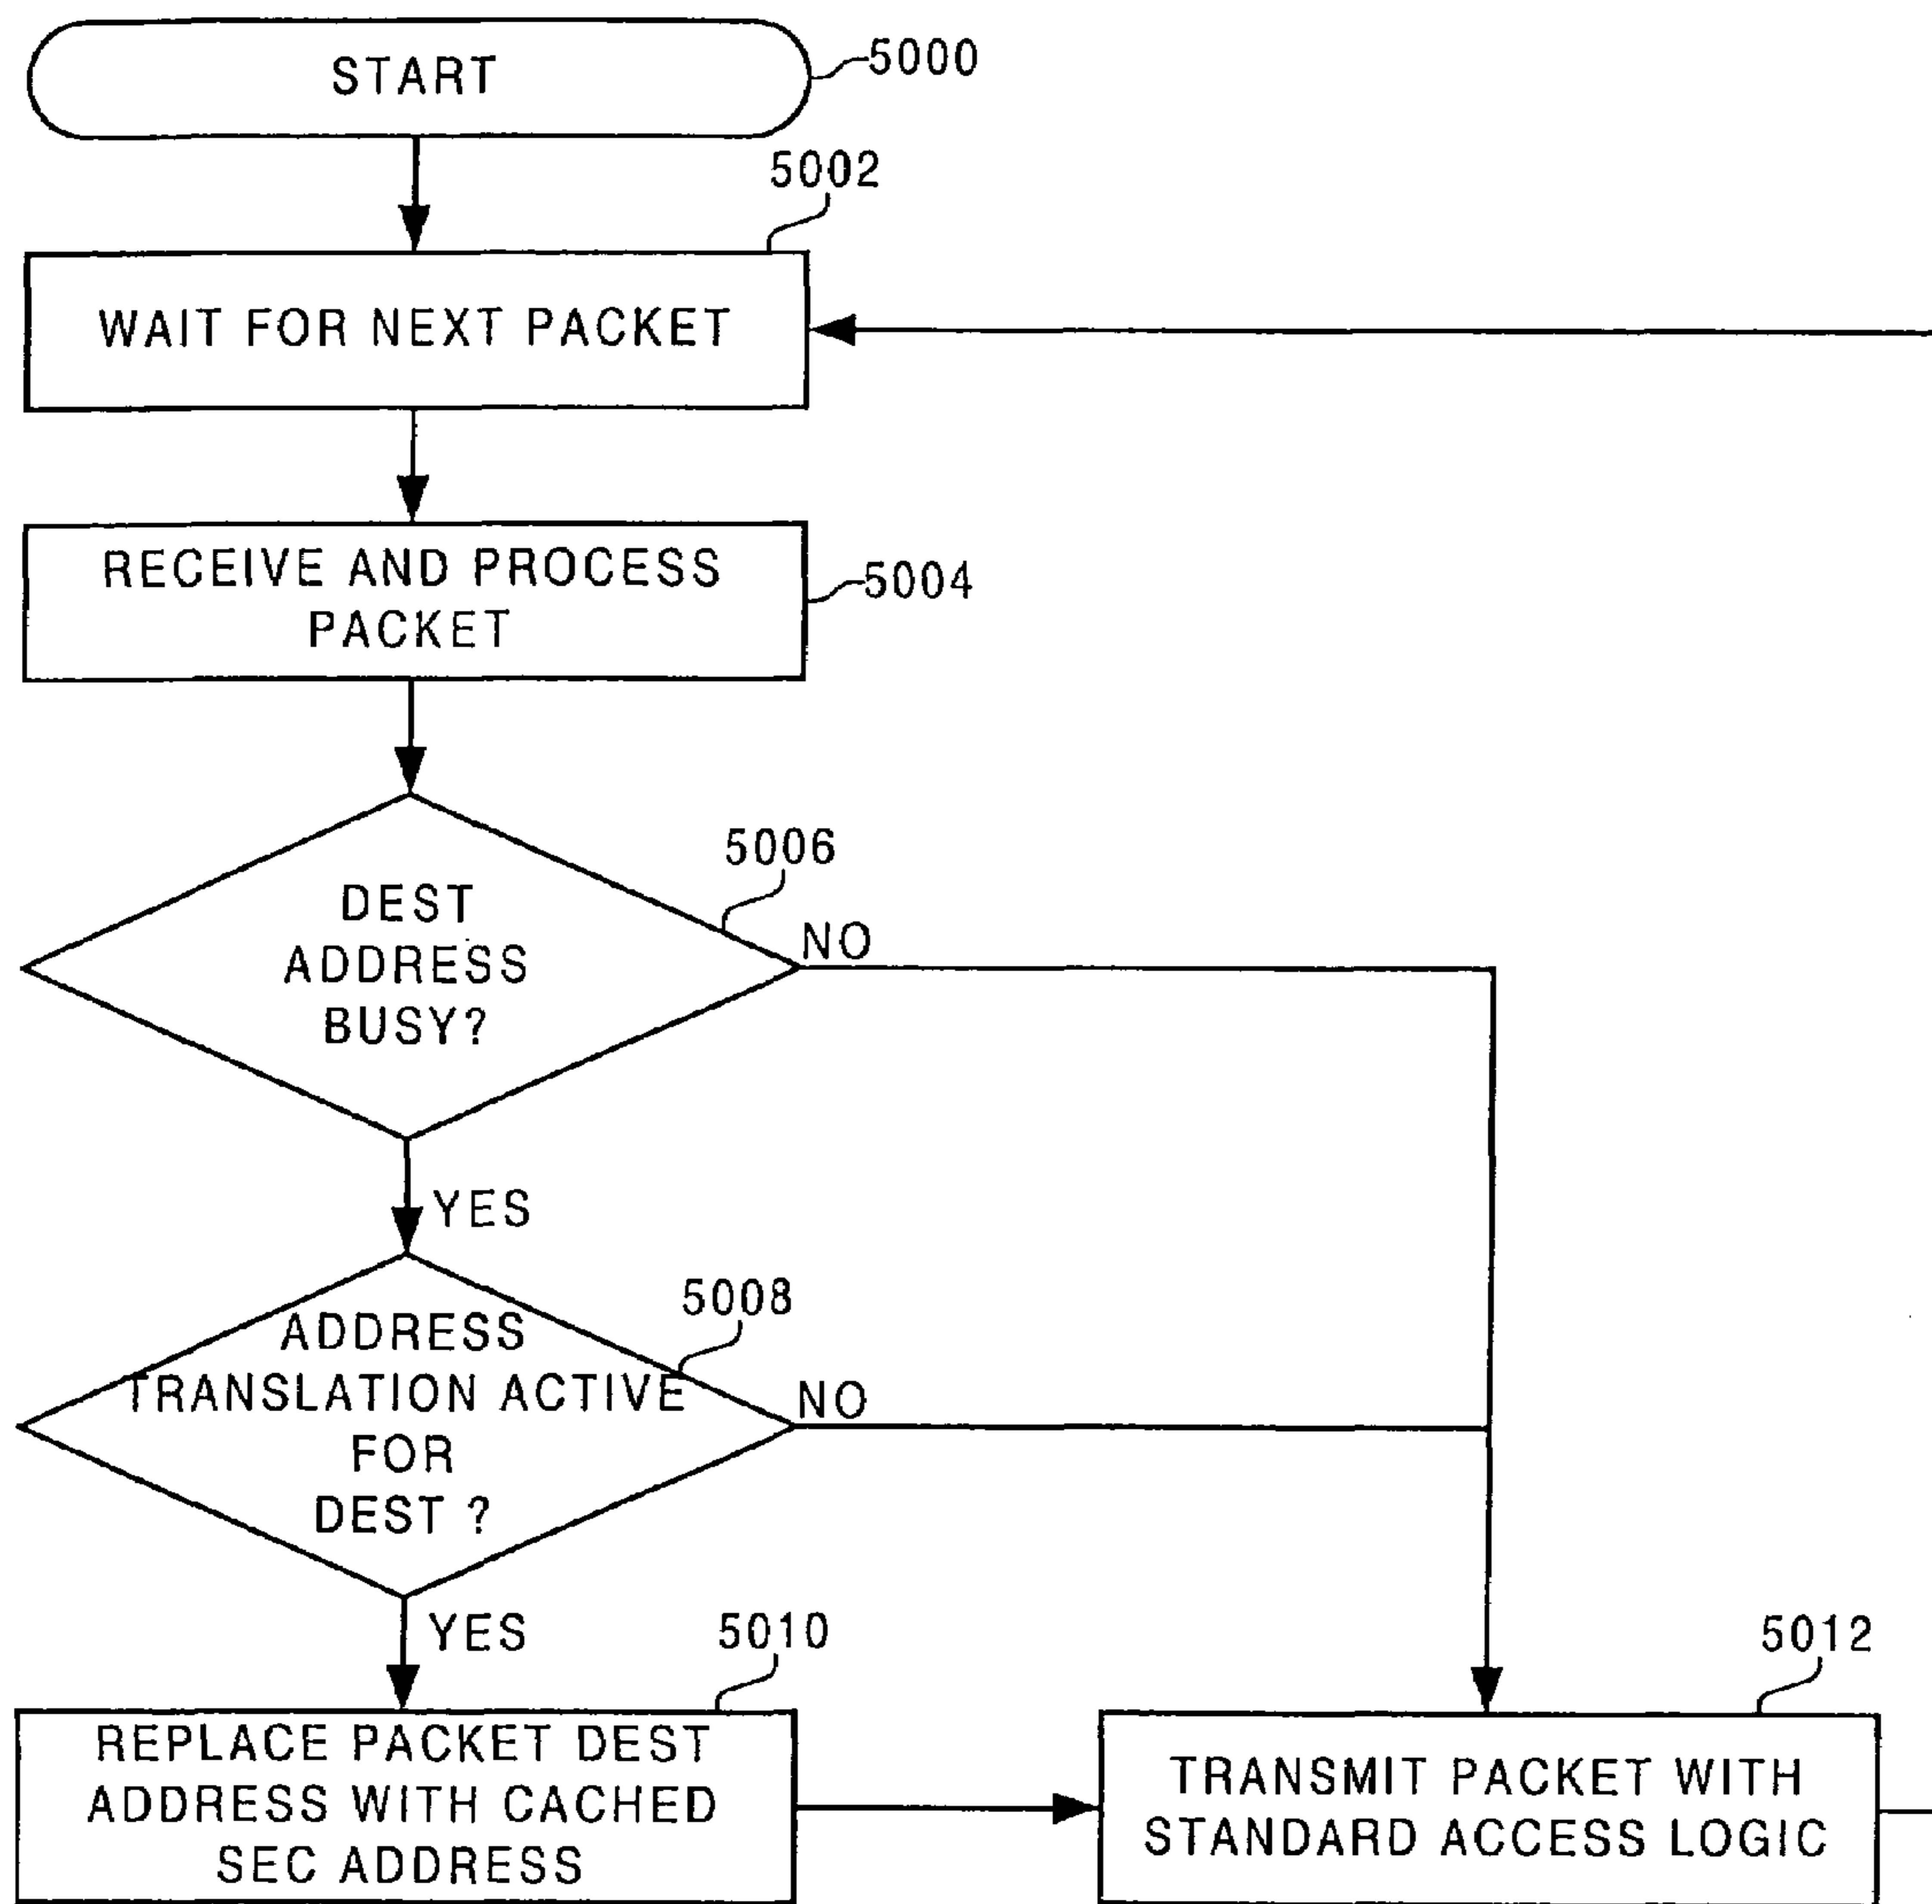 START
5000
5002
WAIT FOR NEXT PACKET
RECEIVE AND PROCESS
PACKET
5004
5006
DEST
ADDRESS
BUSY?
NO
YES
5008
ADDRESS
TRANSLATION ACTIVE
FOR
DEST ?
NO
YES
5010
REPLACE PACKET DEST
ADDRESS WITH CACHED
SEC ADDRESS
5012
TRANSMIT PACKET WITH
STANDARD ACCESS LOGIC